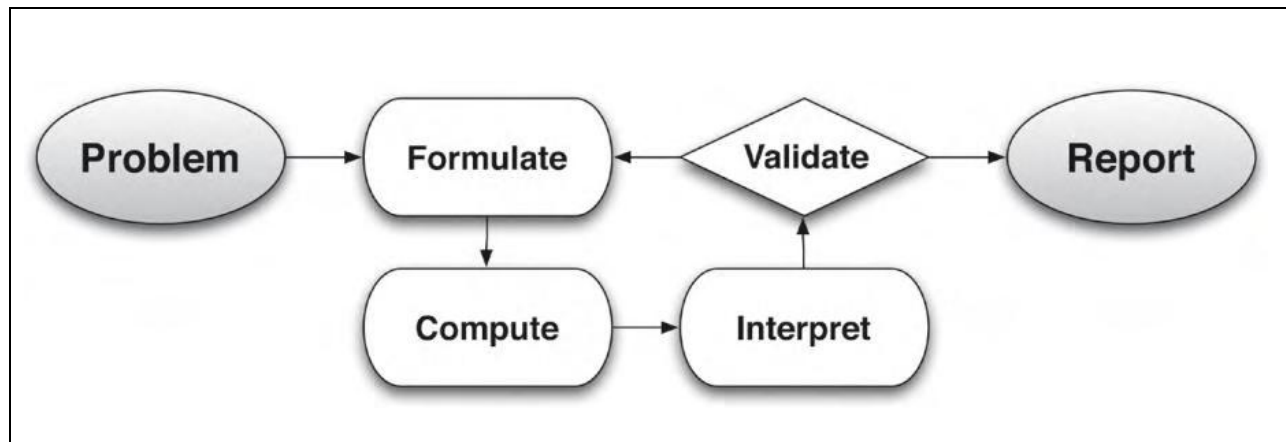 Problem
Formulate
Validate
Report
Compute
Interpret